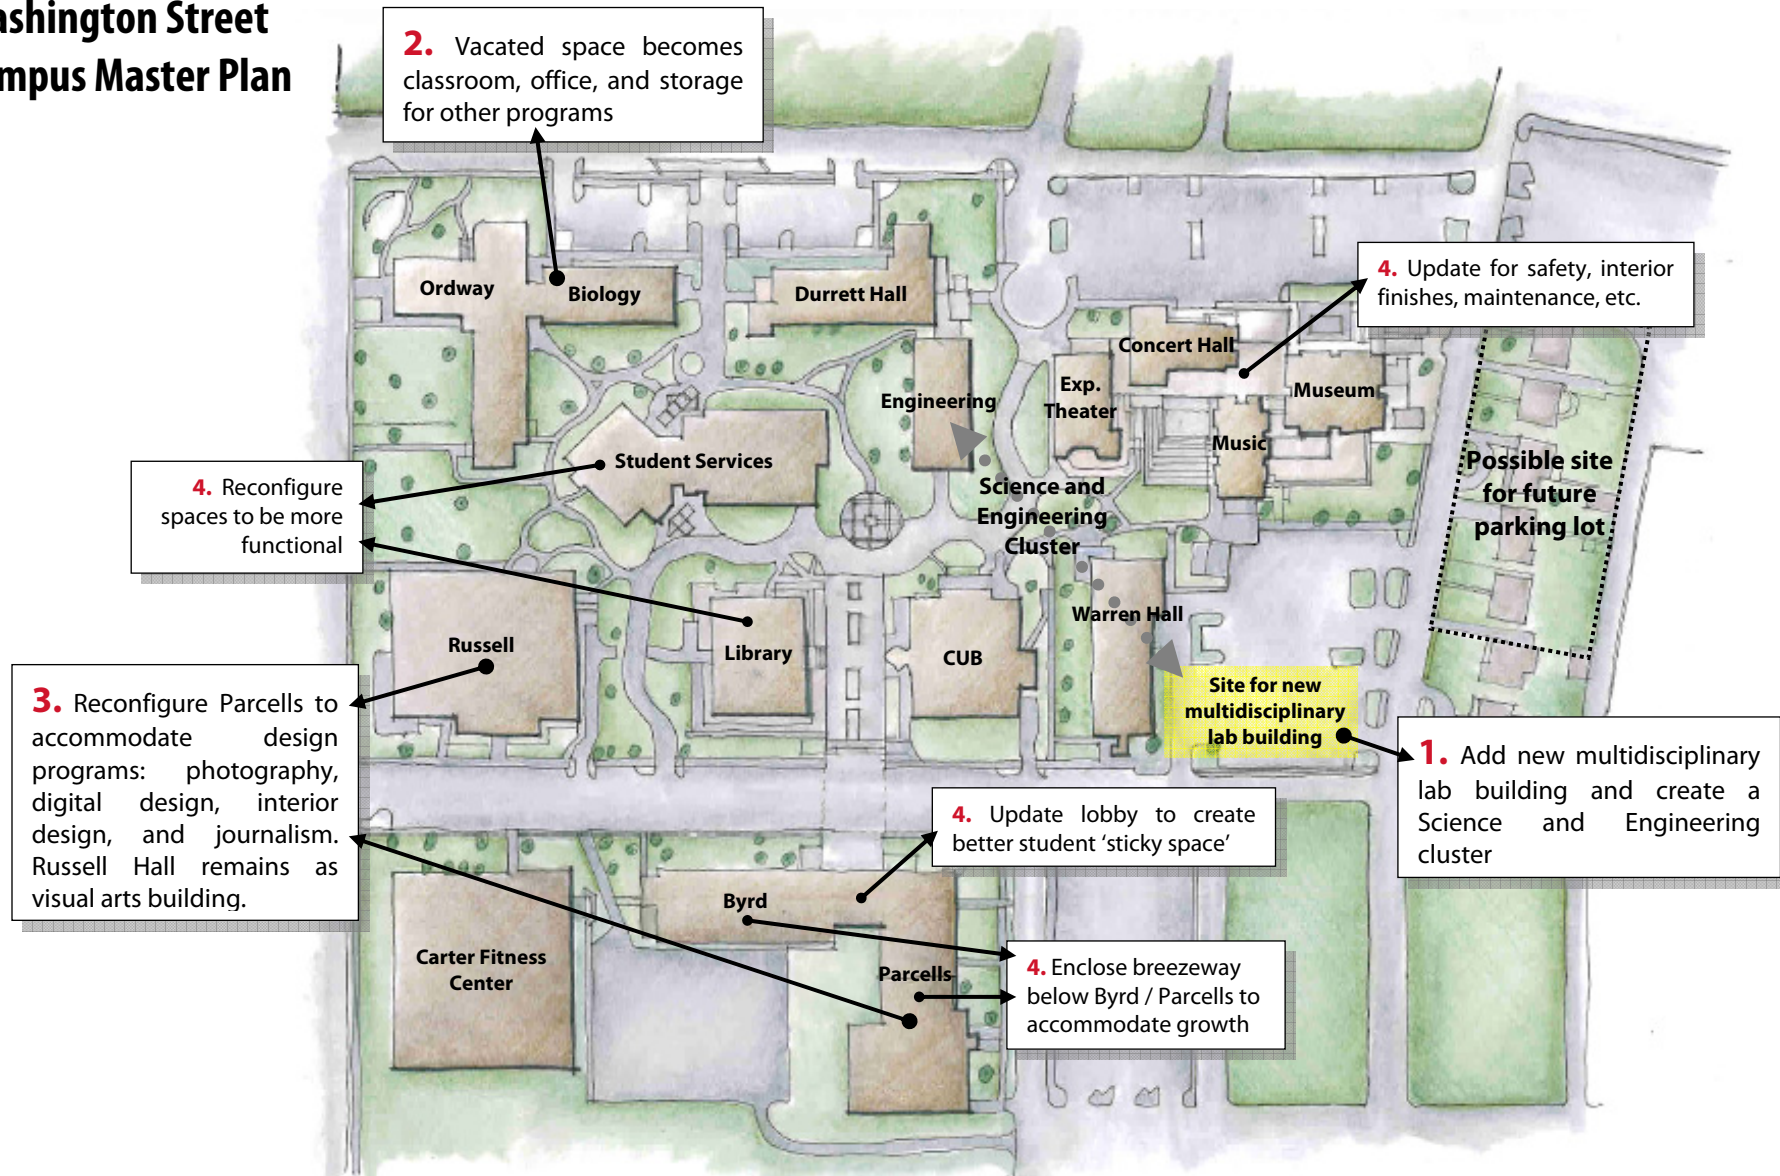 ashington Street
mpus Master Plan
2. Vacated space becomes
classroom, office, and storage
for other programs
4. Update for safety, interior
finishes, maintenance, etc.
Ordway
Biology
Durrett Hall
Concert Hall
Exp.
Theater
Museum
Engineering
Music
Student Services
Possible site
for future
parking lot
4. Reconfigure
spaces to be more
functional
Science and
Engineering
Cluster
Warren Hall
Russell
Library
CUB
Site for new
multidisciplinary
lab building
3. Reconfigure Parcells to
accommodate design
programs: photography,
digital design, interior
design, and journalism.
Russell Hall remains as
visual arts building.
1. Add new multidisciplinary
lab building and create a
Science and Engineering
cluster
4. Update lobby to create
better student ‘sticky space’
Byrd
Carter Fitness
Center
Parcells
4. Enclose breezeway
below Byrd / Parcells to
accommodate growth